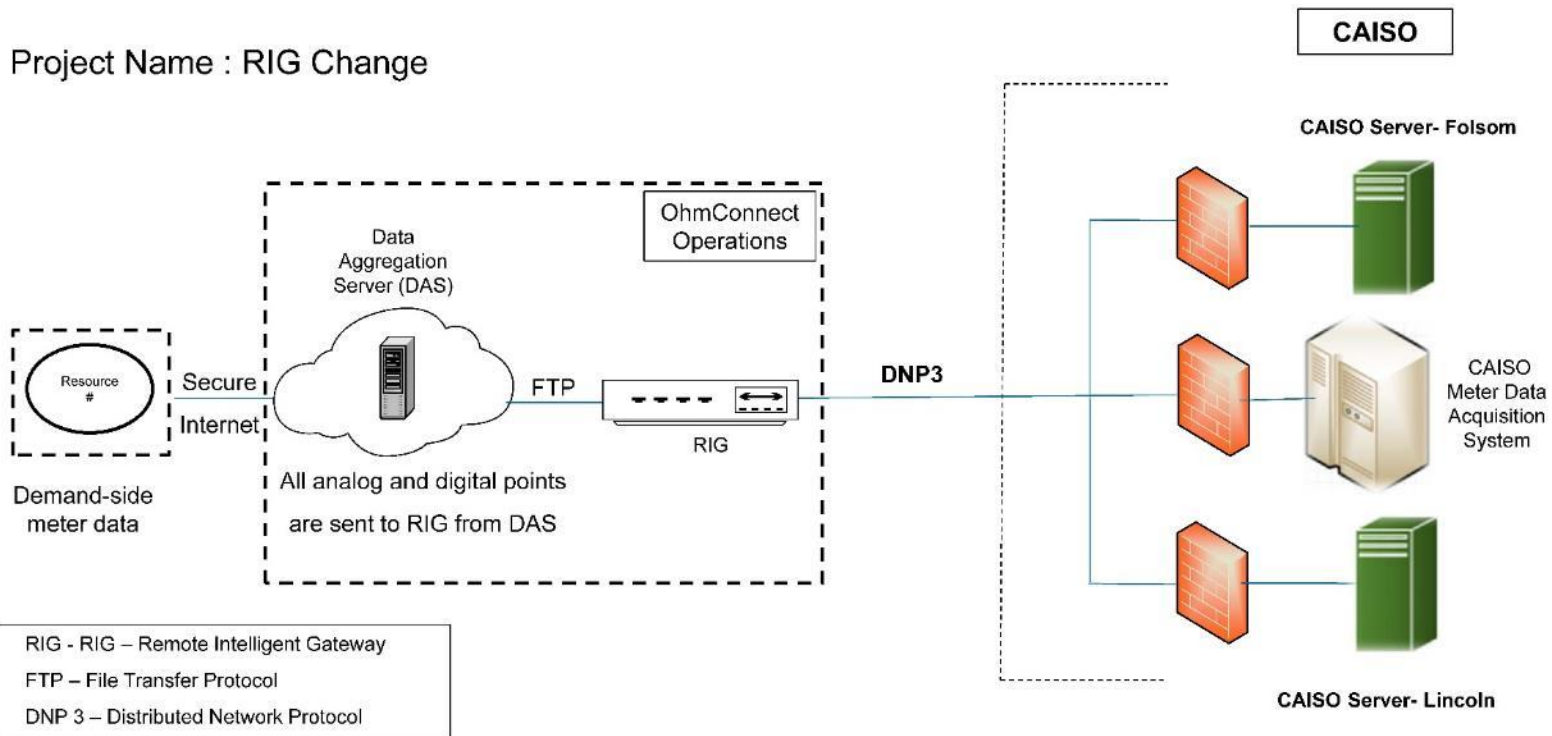 CAISO
Project Name : RIG Change
CAISO Server- Folsom
OhmConnect
Operations
Data
Aggregation
Server (DAS)
Resource
#
Secure
Internet
FTP
RIG
DNP3
CAISO
Meter Data
Acquisition
System
Demand-side
meter data
All analog and digital points
are sent to RIG from DAS
RIG - RIG – Remote Intelligent Gateway
FTP – File Transfer Protocol
DNP 3 – Distributed Network Protocol
CAISO Server- Lincoln